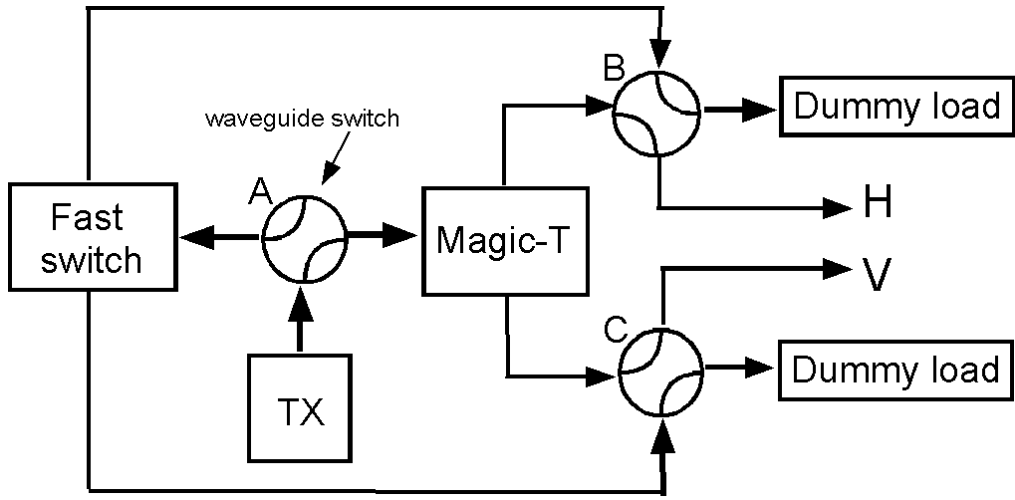 B
Dummy load
waveguide switch
A
H
Fast
switch
Magic-T
V
C
Dummy load
TX